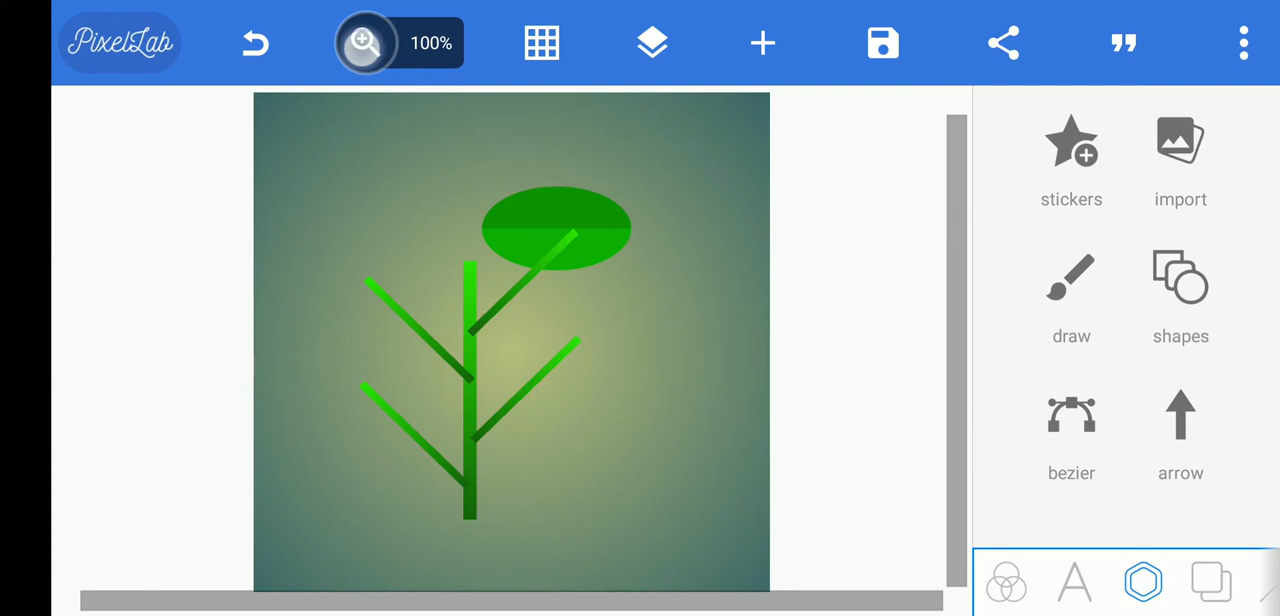 PixelLab
100%
stickers
import
draw
shapes
bezier
arrow